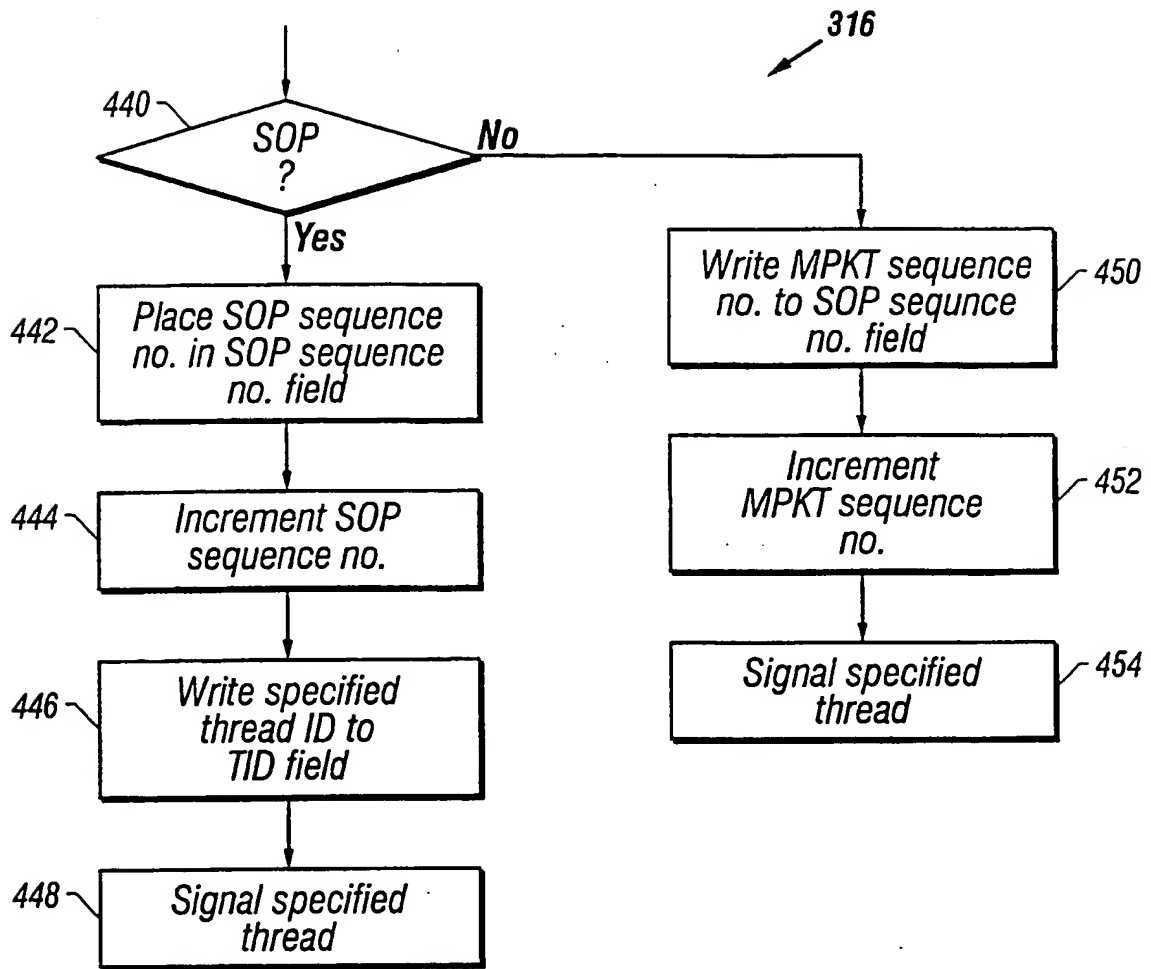 316
440
SOP
?
No
Yes
442
Place SOP sequence
no. in SOP sequence
no. field
444
Increment SOP
sequence no.
446
Write specified
thread ID to
TID field
448
Signal specified
thread
Write MPKT sequence
no. to SOP sequnce
no. field
450
Increment
MPKT sequence
no.
452
Signal specified
thread
454